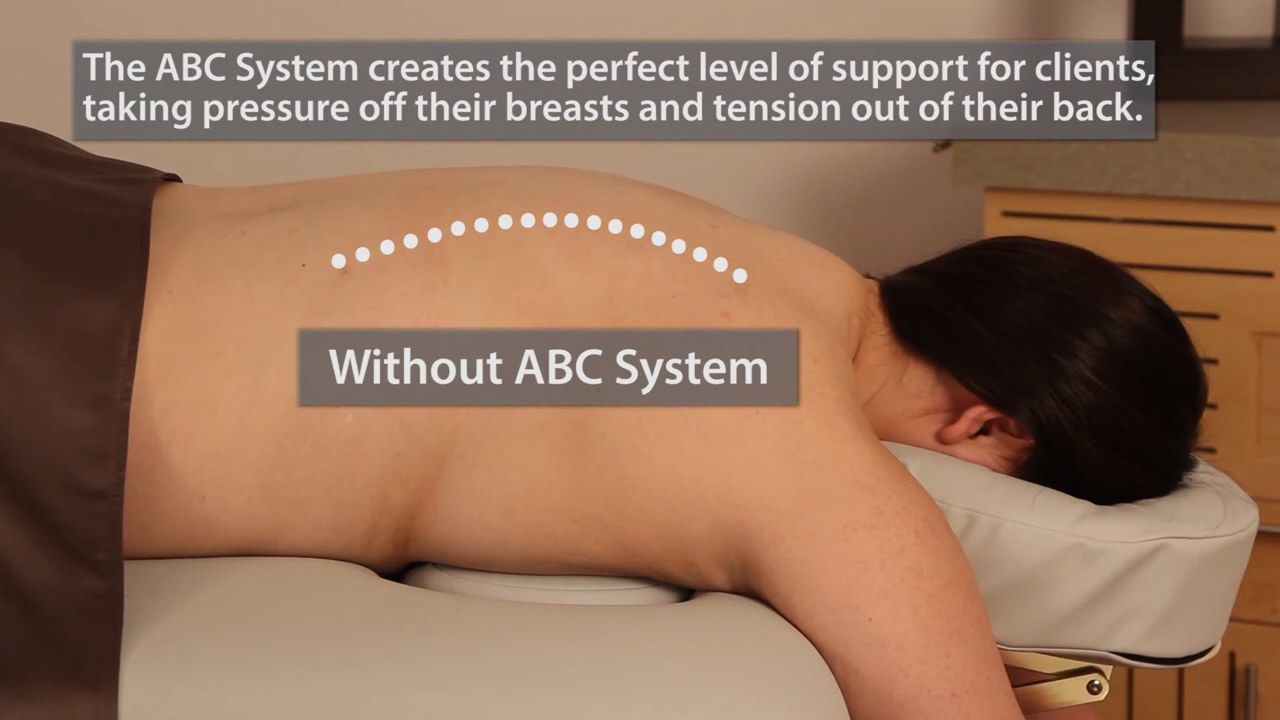 The ABC System creates the perfect level of support for clients,
taking pressure off their breasts and tension out of their back.
Without ABC System